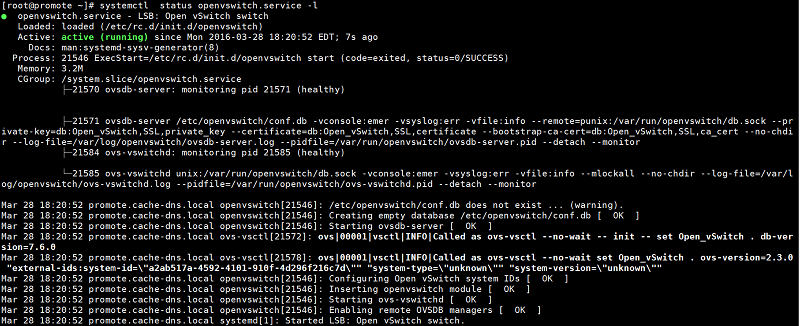 [root@promote ~]# systemctl  status openvswitch.service -l
● openvswitch.service - LSB: Open vSwitch switch
   Loaded: loaded (/etc/rc.d/init.d/openvswitch)
   Active: active (running) since Mon 2016-03-28 18:20:52 EDT; 7s ago
     Docs: man:systemd-sysv-generator(8)
  Process: 21546 ExecStart=/etc/rc.d/init.d/openvswitch start (code=exited, status=0/SUCCESS)
   Memory: 3.2M
   CGroup: /system.slice/openvswitch.service
           ├─21570 ovsdb-server: monitoring pid 21571 (healthy)
           ├─21571 ovsdb-server /etc/openvswitch/conf.db -vconsole:emer -vsyslog:err -vfile:info --remote=punix:/var/run/openvswitch/db.sock --pr
ivate-key=db:Open_vSwitch,SSL,private_key --certificate=db:Open_vSwitch,SSL,certificate --bootstrap-ca-cert=db:Open_vSwitch,SSL,ca_cert --no-chd
ir --log-file=/var/log/openvswitch/ovsdb-server.log --pidfile=/var/run/openvswitch/ovsdb-server.pid --detach --monitor
           ├─21584 ovs-vswitchd: monitoring pid 21585 (healthy)
           └─21585 ovs-vswitchd unix:/var/run/openvswitch/db.sock -vconsole:emer -vsyslog:err -vfile:info --mlockall --no-chdir --log-file=/var/l
og/openvswitch/ovs-vswitchd.log --pidfile=/var/run/openvswitch/ovs-vswitchd.pid --detach --monitor
Mar 28 18:20:52 promote.cache-dns.local openvswitch[21546]: /etc/openvswitch/conf.db does not exist ... (warning).
Mar 28 18:20:52 promote.cache-dns.local openvswitch[21546]: Creating empty database /etc/openvswitch/conf.db [  OK  ]
Mar 28 18:20:52 promote.cache-dns.local openvswitch[21546]: Starting ovsdb-server [  OK  ]
Mar 28 18:20:52 promote.cache-dns.local ovs-vsctl[21572]: ovs|00001|vsctl|INFO|Called as ovs-vsctl --no-wait -- init -- set Open_vSwitch . db-ver
sion=7.6.0
Mar 28 18:20:52 promote.cache-dns.local ovs-vsctl[21578]: ovs|00001|vsctl|INFO|Called as ovs-vsctl --no-wait set Open_vSwitch . ovs-version=2.3.0
 "external-ids:system-id=\"a2ab517a-4592-4101-910f-4d296f216c7d\"" "system-type=\"unknown\"" "system-version=\"unknown\""
Mar 28 18:20:52 promote.cache-dns.local openvswitch[21546]: Configuring Open vSwitch system IDs [  OK  ]
Mar 28 18:20:52 promote.cache-dns.local openvswitch[21546]: Inserting openvswitch module [  OK  ]
Mar 28 18:20:52 promote.cache-dns.local openvswitch[21546]: Starting ovs-vswitchd [  OK  ]
Mar 28 18:20:52 promote.cache-dns.local openvswitch[21546]: Enabling remote OVSDB managers [  OK  ]
Mar 28 18:20:52 promote.cache-dns.local systemd[1]: Started LSB: Open vSwitch switch.